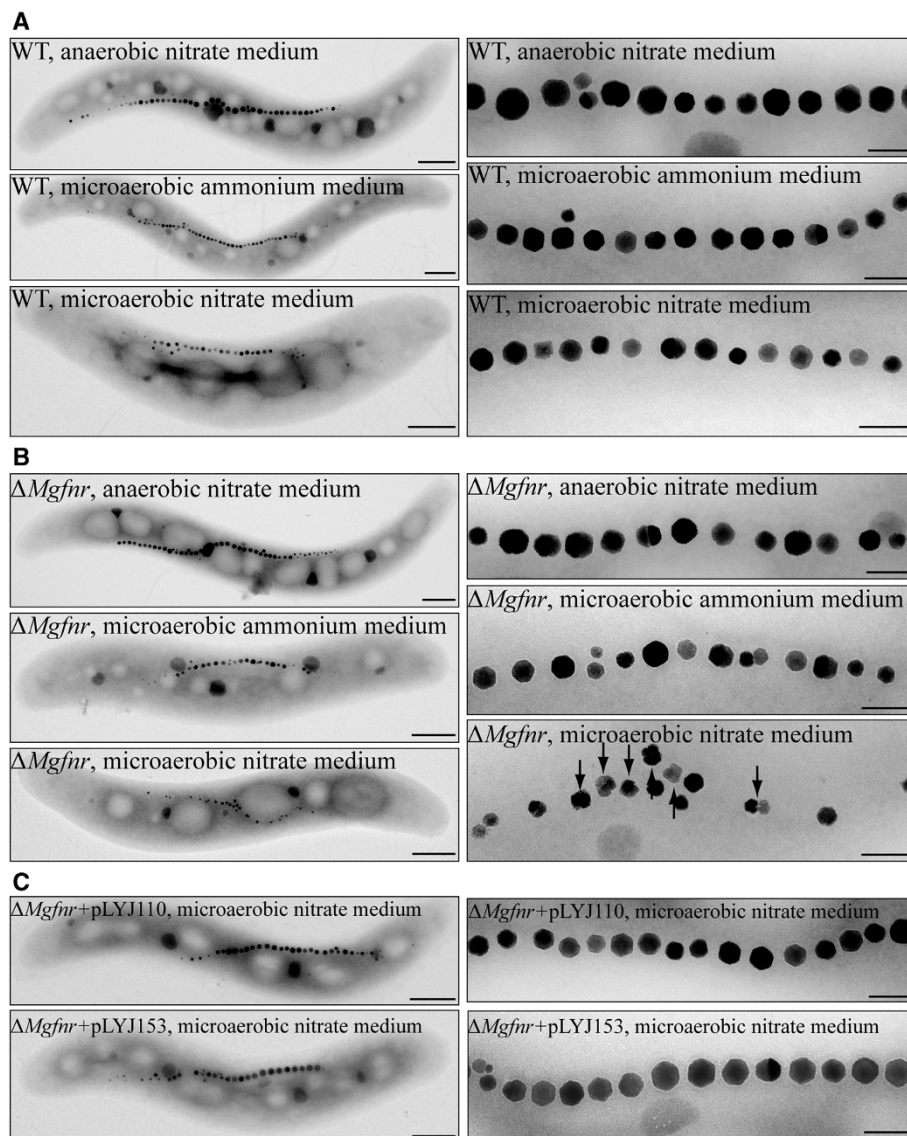 A
WT, anaerobic nitrate medium
WT, anaerobic nitrate medium
WT, microaerobic ammonium medium
WT, microaerobic ammonium medium
WT, microaerobic nitrate medium
WT, microaerobic nitrate medium
B
ΔMgfnr, anaerobic nitrate medium
ΔMgfnr, anaerobic nitrate medium
ΔMgfnr, microaerobic ammonium medium
ΔMgfnr, microaerobic ammonium medium
ΔMgfnr, microaerobic nitrate medium
ΔMgfnr, microaerobic nitrate medium
C
ΔMgfnr+pLYJ110, microaerobic nitrate medium
ΔMgfnr+pLYJ110, microaerobic nitrate medium
ΔMgfnr+pLYJ153, microaerobic nitrate medium
ΔMgfnr+pLYJ153, microaerobic nitrate medium